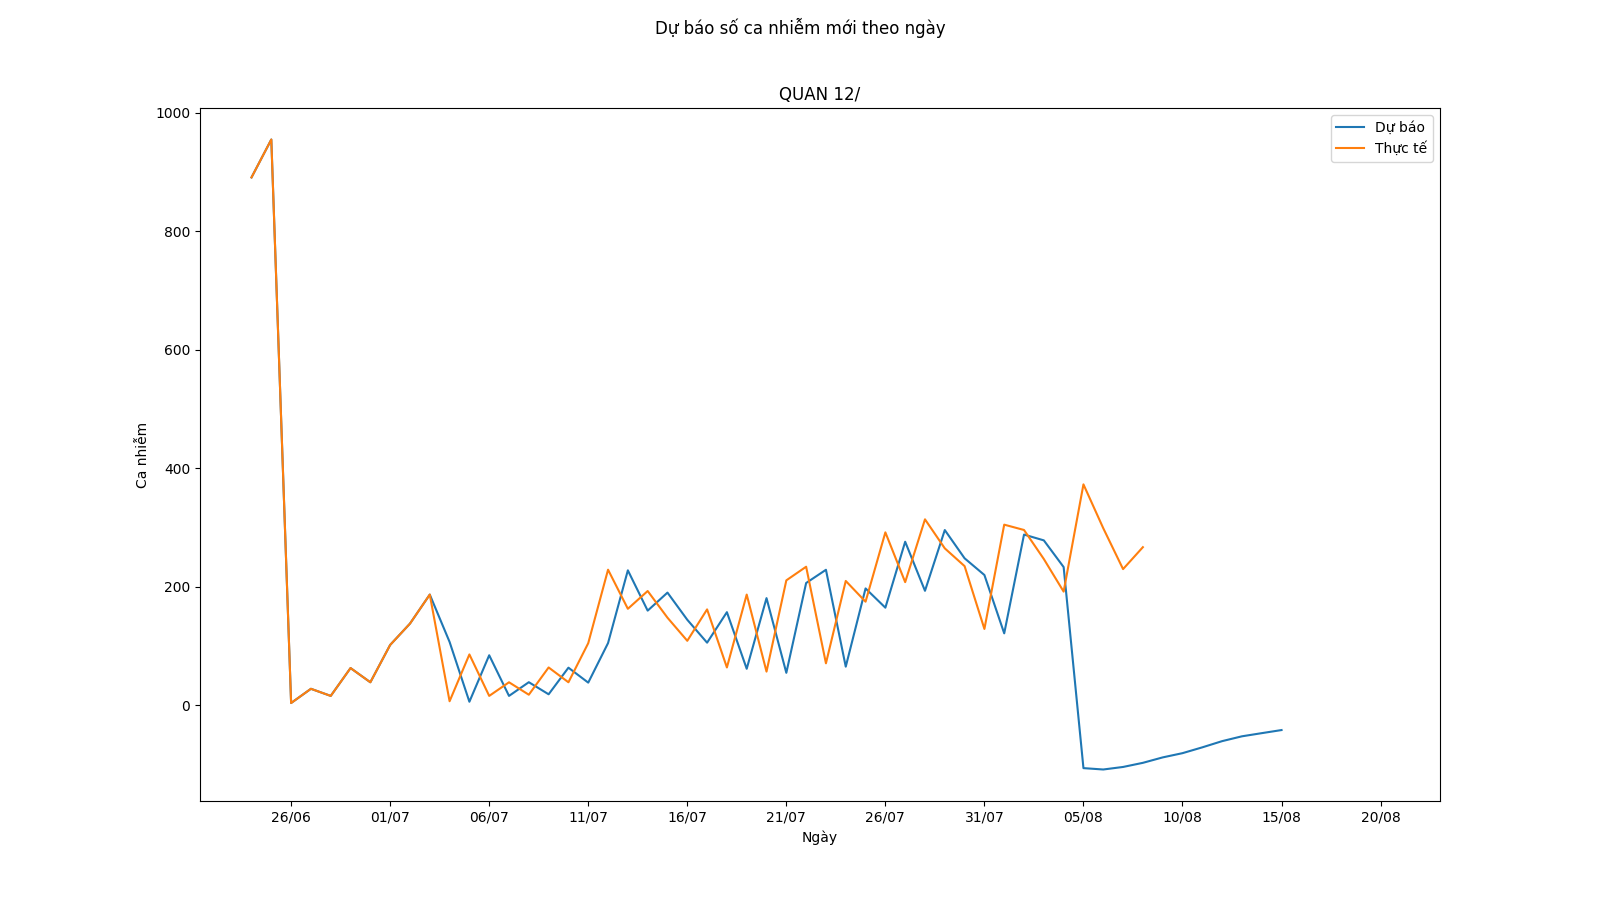 Dự báo số ca nhiễm mới theo ngày
QUAN 12/
1000
800
600
400
200
0
Ca nhiễm
Dự báo
Thực tế
26/06 01/07 06/07 11/07 16/07 21/07 26/07 31/07 05/08 10/08 15/08 20/08
Ngày